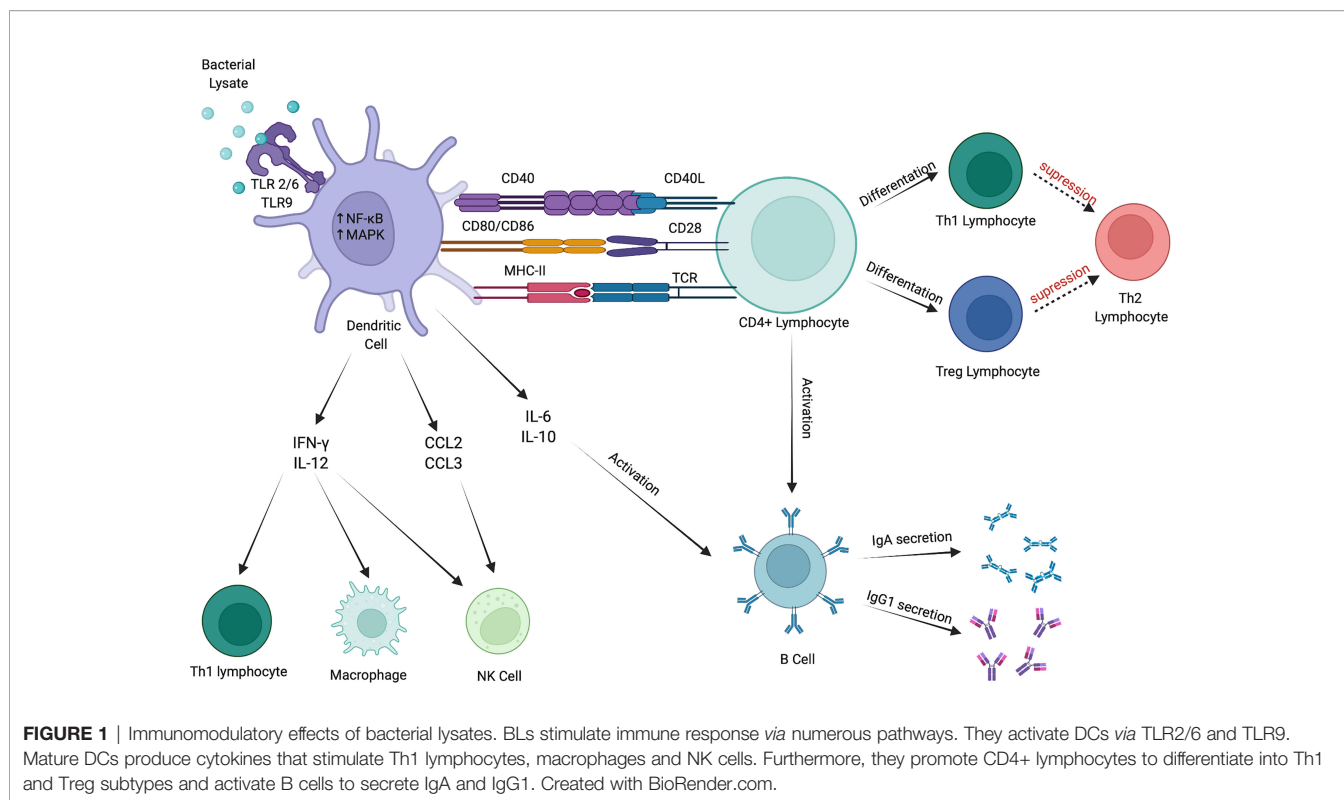 Bacterial
Lysate
TLR 2/6
TLR9
↑NF-κB
↑MAPK
Dendritic
Cell
CD40
CD40L
CD80/CD86
CD28
MHC-II
TCR
CD4+ Lymphocyte
Differentation
Th1 Lymphocyte
supression
Differentation
Treg Lymphocyte
supression
Th2
Lymphocyte
IFN-γ
IL-12
CCL2
CCL3
IL-6
IL-10
Activation
Activation
Th1 lymphocyte
Macrophage
NK Cell
B Cell
IgA secretion
IgG1 secretion
FIGURE 1 | Immunomodulatory effects of bacterial lysates. BLs stimulate immune response via numerous pathways. They activate DCs via TLR2/6 and TLR9.
Mature DCs produce cytokines that stimulate Th1 lymphocytes, macrophages and NK cells. Furthermore, they promote CD4+ lymphocytes to differentiate into Th1
and Treg subtypes and activate B cells to secrete IgA and IgG1. Created with BioRender.com.